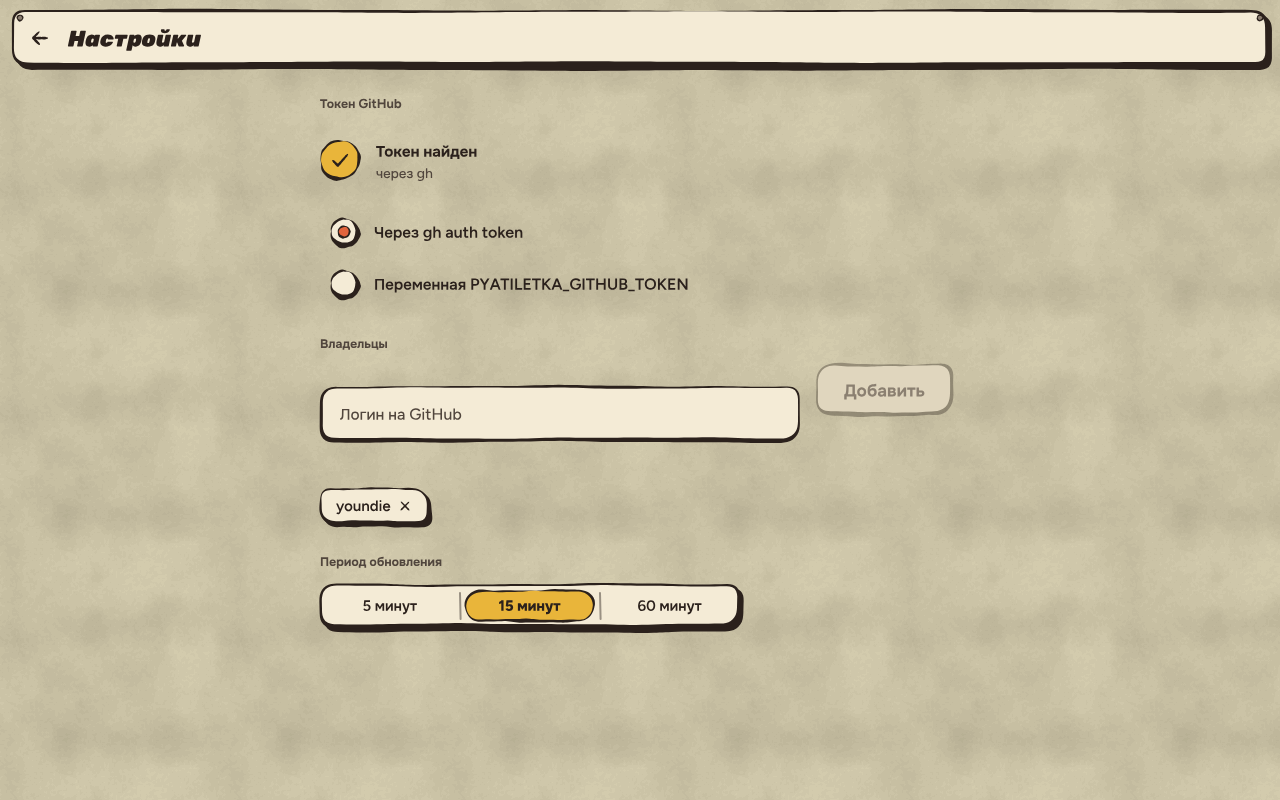 Настройки
Токен GitHub
Токен найден
через gh
Через gh auth token
Переменная PYATILETKA_GITHUB_TOKEN
Владельцы
Логин на GitHub
Добавить
youndie
Период обновления
5 минут
15 минут
60 минут